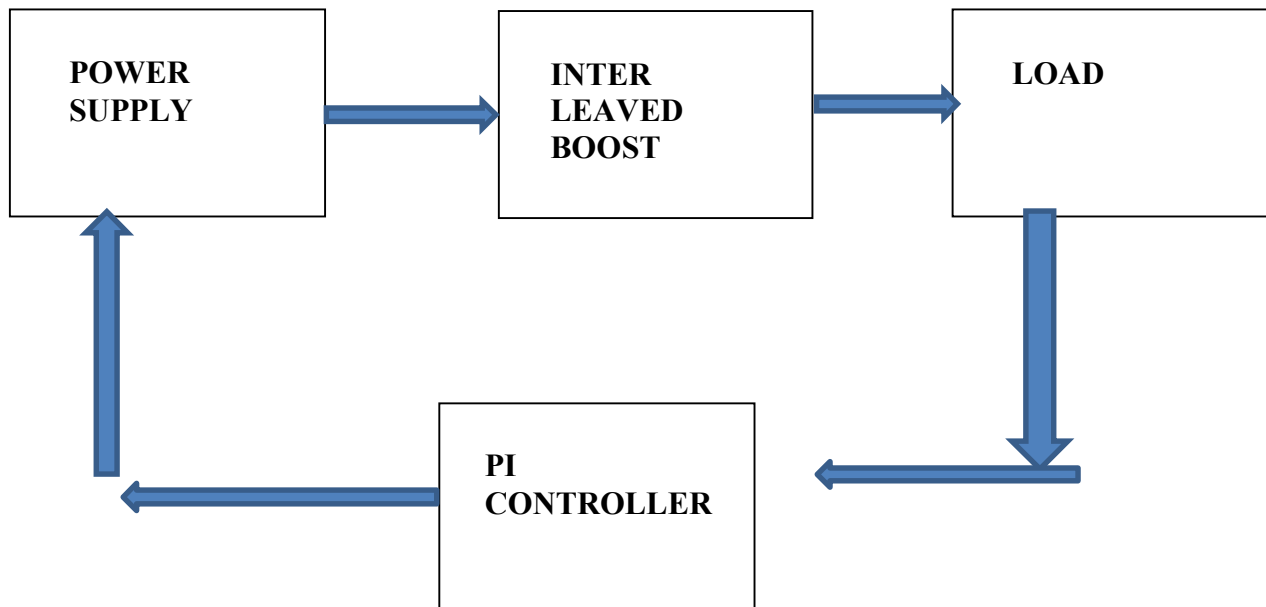 POWER
SUPPLY
INTER
LEAVED
BOOST
LOAD
PI
CONTROLLER